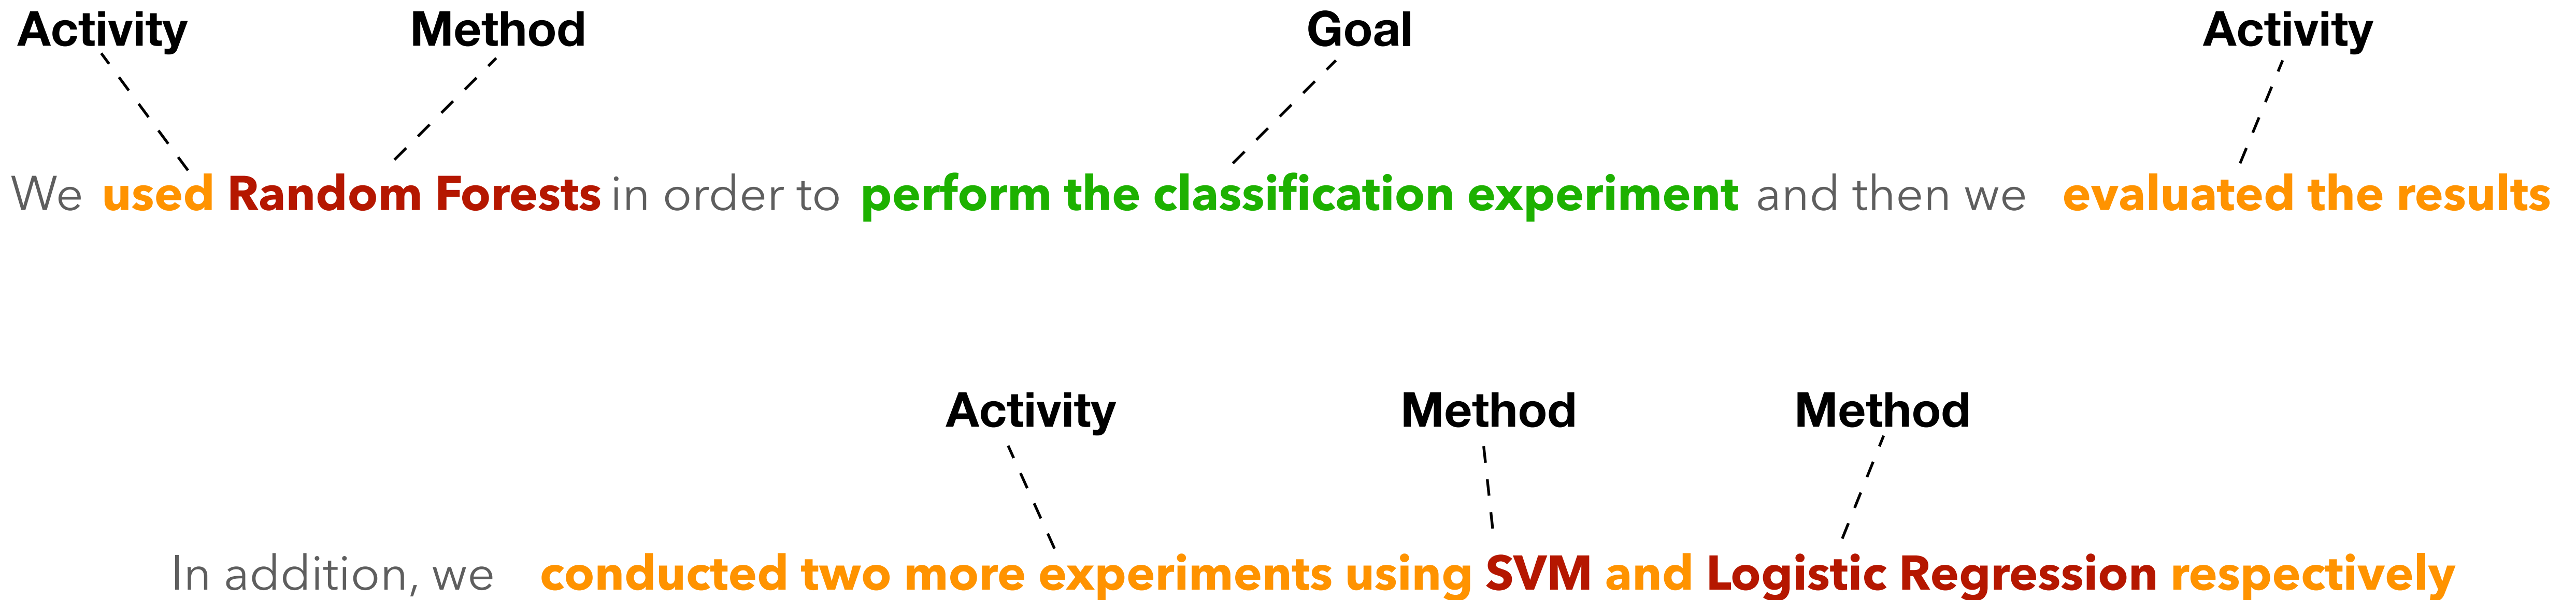 Activity Method Goal Activity
We used Random Forests in order to perform the classification experiment and then we evaluated the results
Activity Method Method
In addition, we conducted two more experiments using SVM and Logistic Regression respectively